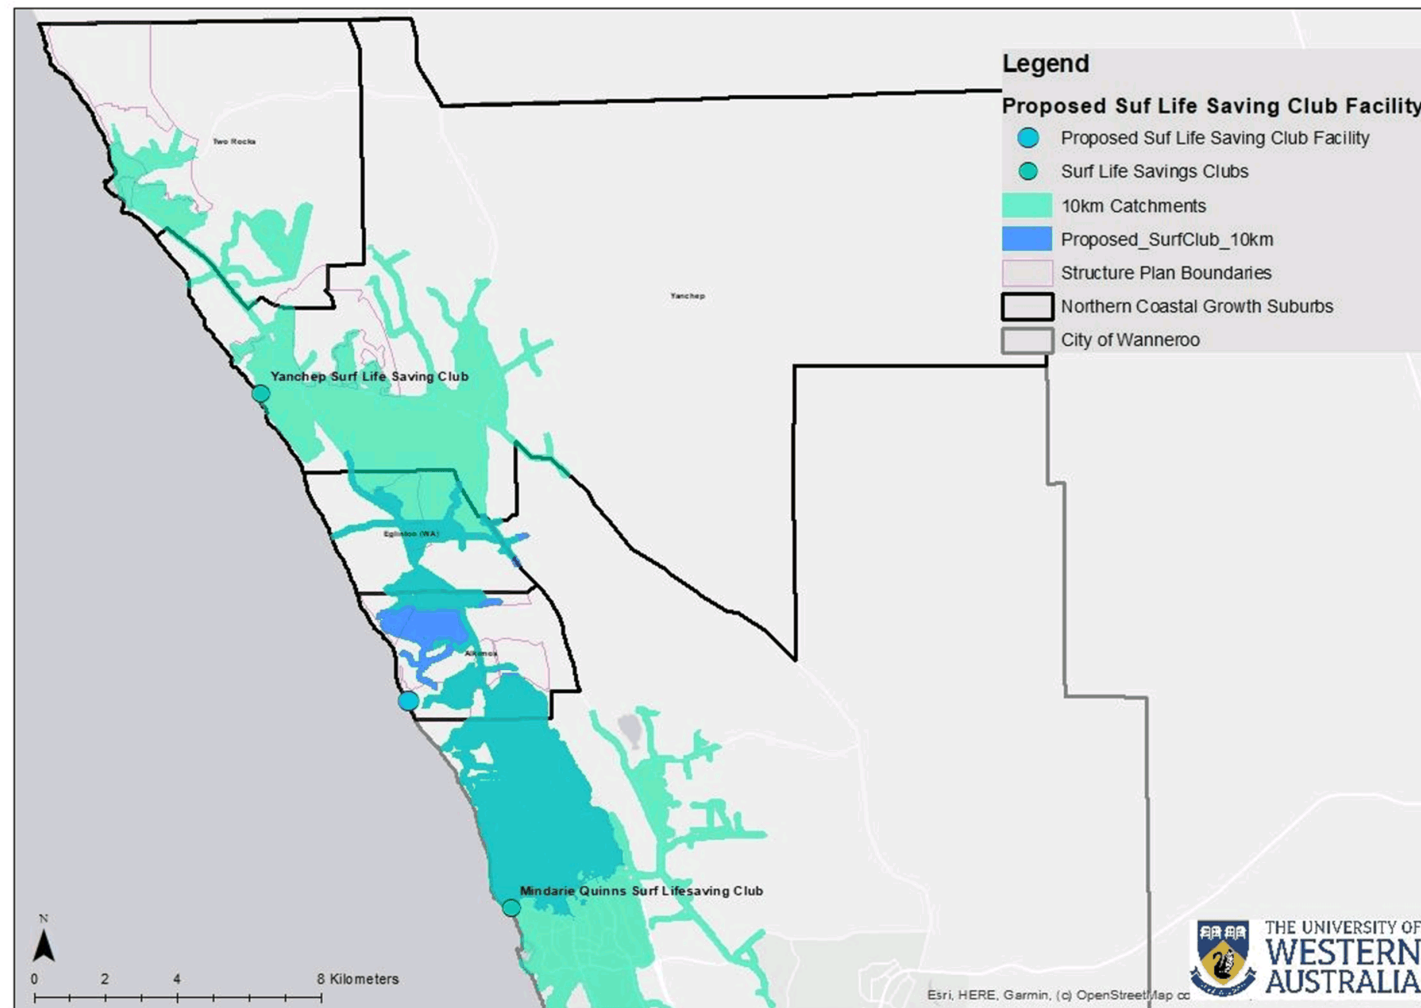 Legend
Proposed Suf Life Saving Club Facility
Proposed Suf Life Saving Club Facility
Surf Life Savings Clubs
10km Catchments
Proposed_SurfClub_10km
Structure Plan Boundaries
Northern Coastal Growth Suburbs
City of Wanneroo
Two Rocks
Yanchep
Yanchep Surf Life Saving Club
Eglinton (WA)
Alkimos
Mindarie Quinns Surf Lifesaving Club
N
0 2 4 8 Kilometers
THE UNIVERSITY OF
WESTERN
AUSTRALIA
Esri, HERE, Garmin, (c) OpenStreetMap co